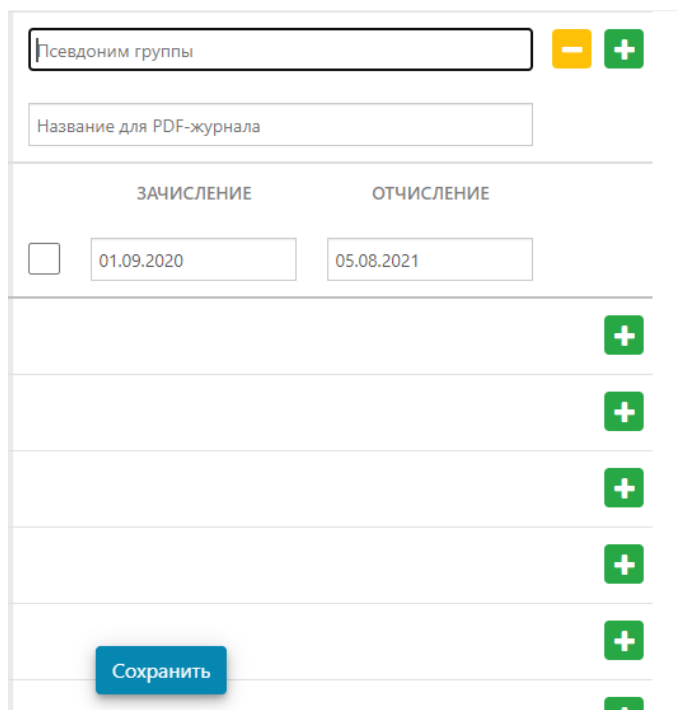 Псевдоним группы
Название для PDF-журнала
ЗАЧИСЛЕНИЕ ОТЧИСЛЕНИЕ
01.09.2020 05.08.2021
Сохранить